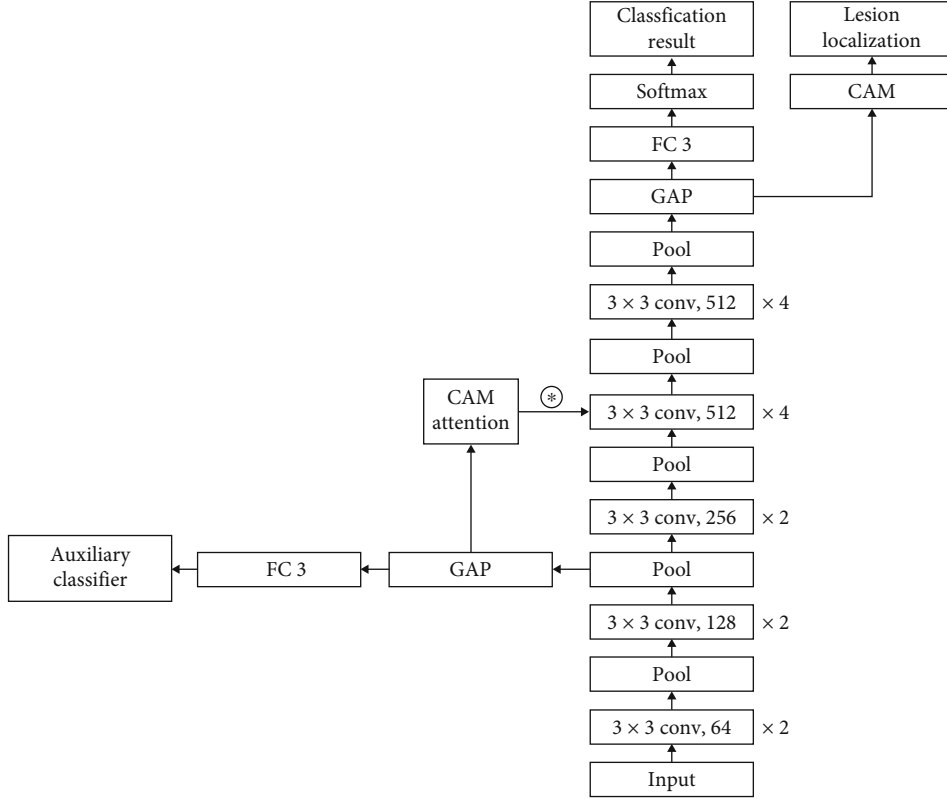 Classfication
result
Lesion
localization
Softmax
CAM
FC 3
GAP
Pool
3 × 3 conv, 512 × 4
Pool
CAM
attention
*
3 × 3 conv, 512 × 4
Pool
3 × 3 conv, 256 × 2
Auxiliary
classifier
FC 3
GAP
Pool
3 × 3 conv, 128 × 2
Pool
3 × 3 conv, 64 × 2
Input